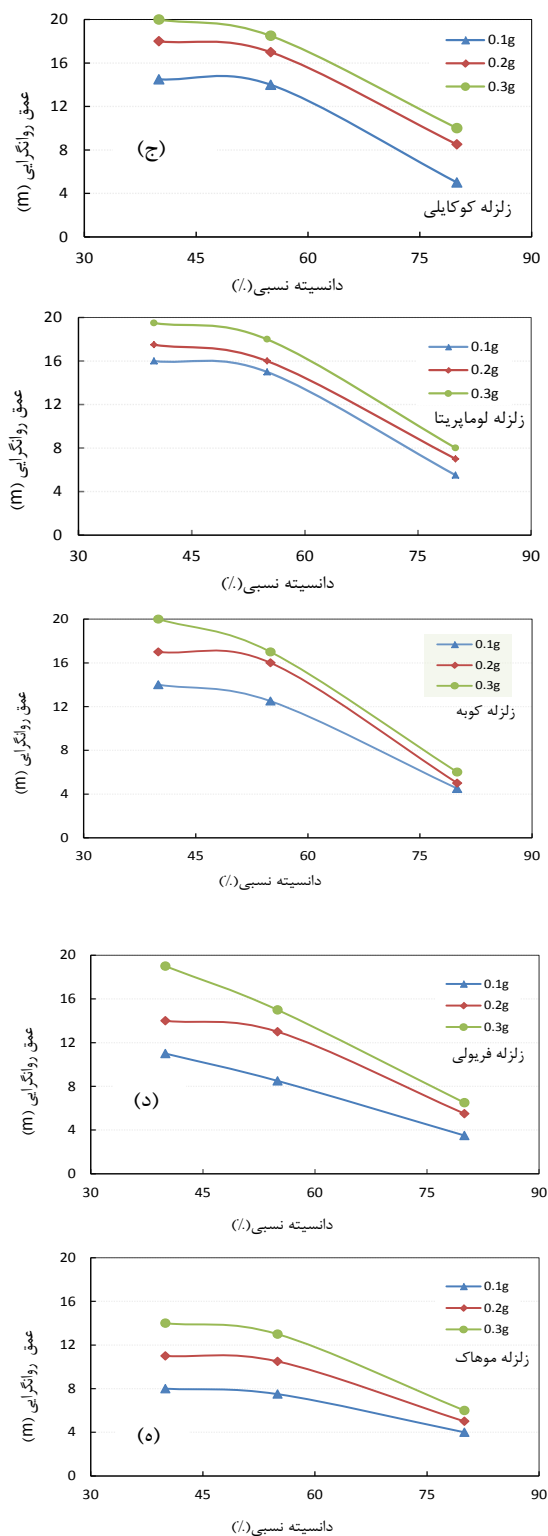 20
16
12
8
4
0
30
45
60
75
90
عمق روانگرایی (m)
دانسیته نسبی(٪)
0.1g
0.2g
0.3g
(ج)
زلزله کوکایلی
20
16
12
8
4
0
30
45
60
75
90
عمق روانگرایی (m)
دانسیته نسبی(٪)
0.1g
0.2g
0.3g
زلزله لوماپریتا
20
16
12
8
4
0
30
45
60
75
90
عمق روانگرایی (m)
دانسیته نسبی(٪)
0.1g
0.2g
0.3g
زلزله کوبه
20
16
12
8
4
0
30
45
60
75
90
عمق روانگرایی (m)
دانسیته نسبی(٪)
0.1g
0.2g
0.3g
زلزله فریولی
(د)
20
16
12
8
4
0
30
45
60
75
90
عمق روانگرایی (m)
دانسیته نسبی(٪)
0.1g
0.2g
0.3g
زلزله موهاک
(ه)